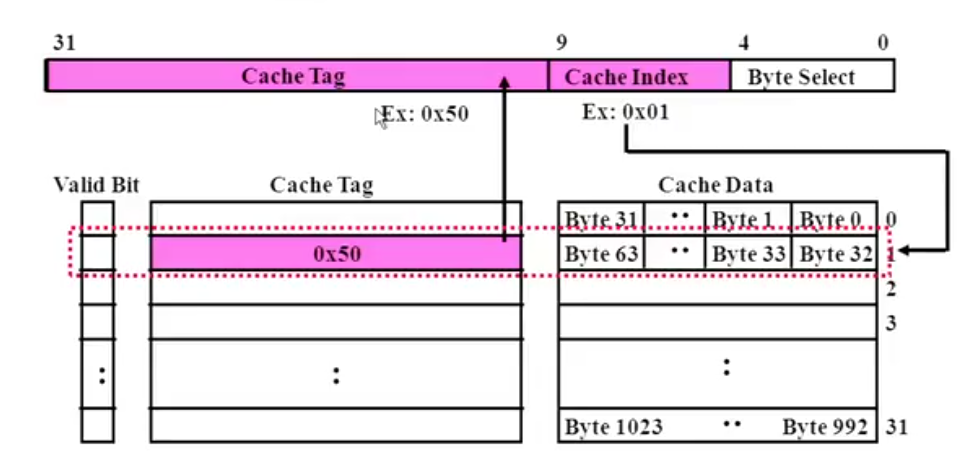 31 9 4 0
Cache Tag Cache Index Byte Select
Ex: 0x50 Ex: 0x01
Valid Bit Cache Tag Cache Data
Byte 31 ·· Byte 1 Byte 0 0
0x50 Byte 63 ·· Byte 33 Byte 32 1
2
3
: : :
Byte 1023 ·· Byte 992 31